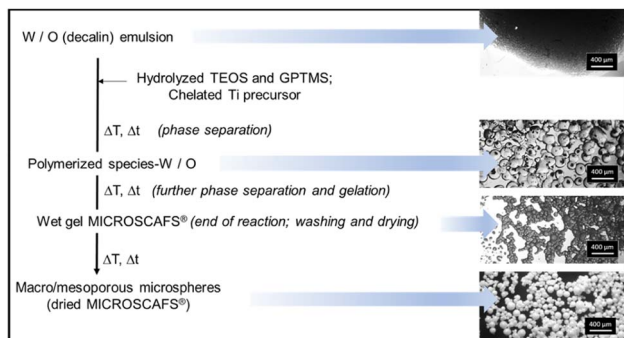 W / O (decalin) emulsion
400 µm
Hydrolyzed TEOS and GPTMS;
Chelated Ti precursor
ΔT, Δt (phase separation)
Polymerized species-W / O
400 µm
ΔT, Δt (further phase separation and gelation)
Wet gel MICROSCAFS® (end of reaction; washing and drying)
400 µm
ΔT, Δt
Macro/mesoporous microspheres
(dried MICROSCAFS®)
400 µm